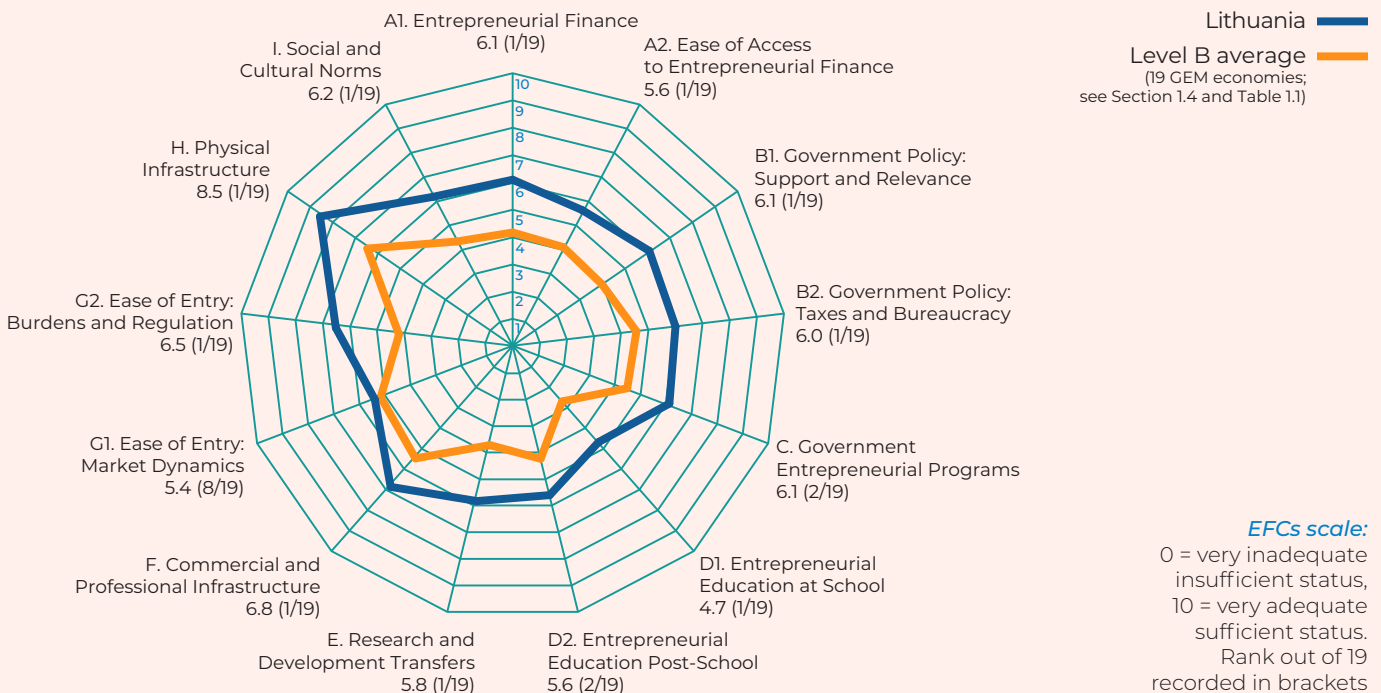 A1. Entrepreneurial Finance
6.1 (1/19)
A2. Ease of Access
to Entrepreneurial Finance
5.6 (1/19)
B1. Government Policy:
Support and Relevance
6.1 (1/19)
B2. Government Policy:
Taxes and Bureaucracy
6.0 (1/19)
C. Government
Entrepreneurial Programs
6.1 (2/19)
D1. Entrepreneurial
Education at School
4.7 (1/19)
D2. Entrepreneurial
Education Post-School
5.6 (2/19)
E. Research and
Development Transfers
5.8 (1/19)
F. Commercial and
Professional Infrastructure
6.8 (1/19)
G1. Ease of Entry:
Market Dynamics
5.4 (8/19)
G2. Ease of Entry:
Burdens and Regulation
6.5 (1/19)
H. Physical
Infrastructure
8.5 (1/19)
I. Social and
Cultural Norms
6.2 (1/19)
10
9
8
7
6
5
4
3
2
1
Lithuania
Level B average
(19 GEM economies;
see Section 1.4 and Table 1.1)
EFCs scale:
0 = very inadequate
insufficient status,
10 = very adequate
sufficient status.
Rank out of 19
recorded in brackets